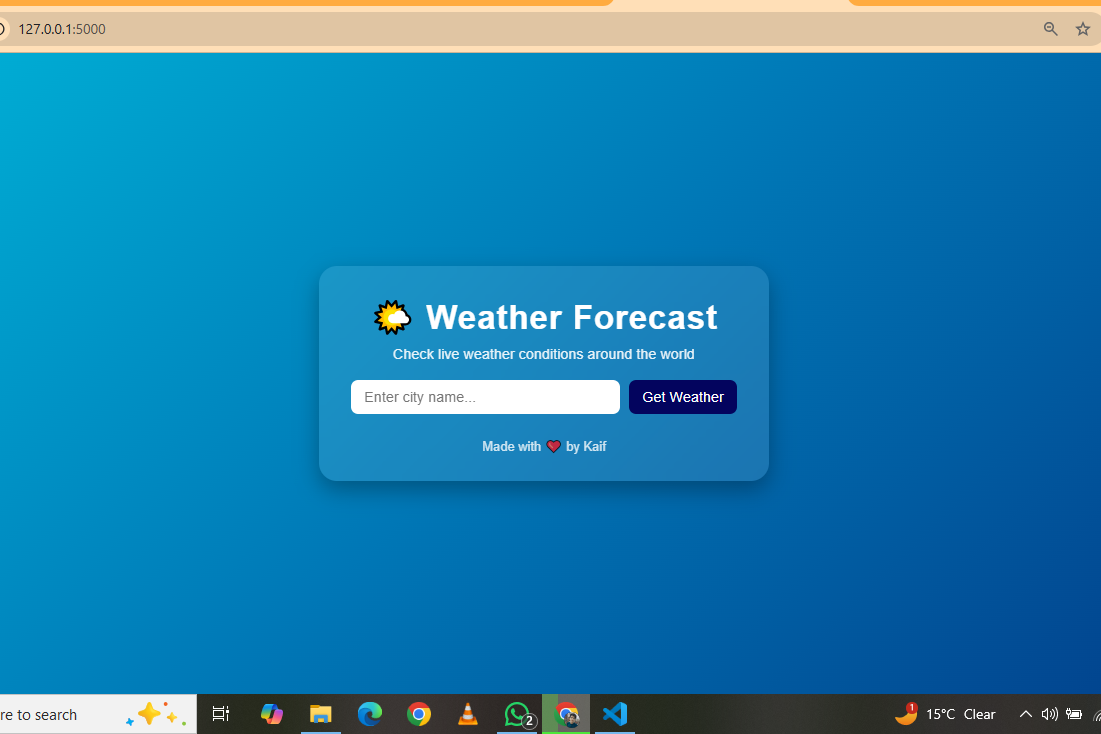 127.0.0.1:5000
Weather Forecast
Check live weather conditions around the world
Enter city name... Get Weather
Made with ❤️ by Kaif
re to search 2 1 15°C Clear